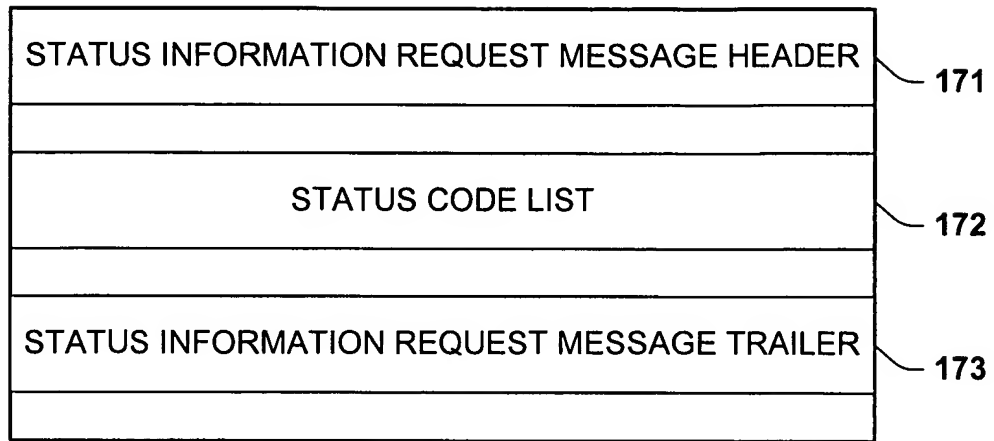 STATUS INFORMATION REQUEST MESSAGE HEADER
171
STATUS CODE LIST
172
STATUS INFORMATION REQUEST MESSAGE TRAILER
173